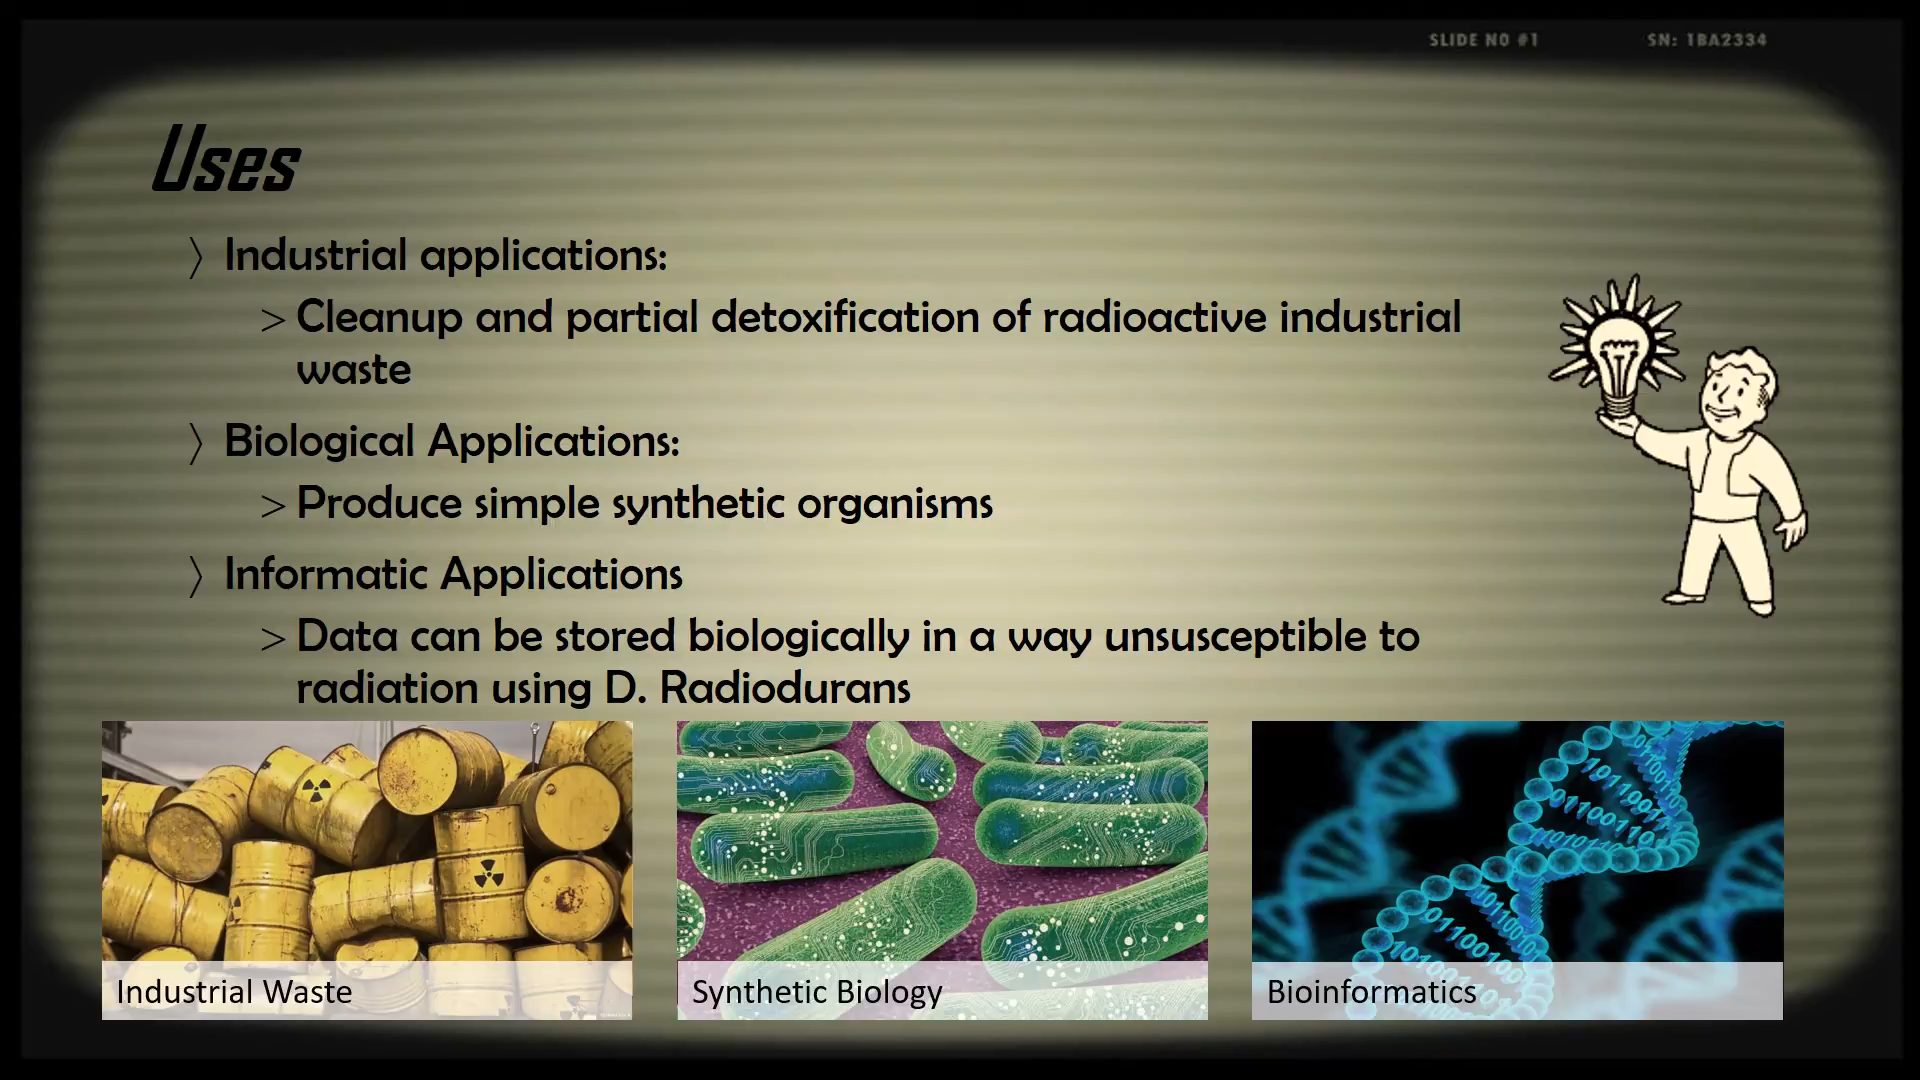 SLIDE NO #1 SN: 1BA2334
Uses
〉 Industrial applications:
> Cleanup and partial detoxification of radioactive industrial
waste
〉 Biological Applications:
> Produce simple synthetic organisms
〉 Informatic Applications
> Data can be stored biologically in a way unsusceptible to
radiation using D. Radiodurans
Industrial Waste
Synthetic Biology
Bioinformatics